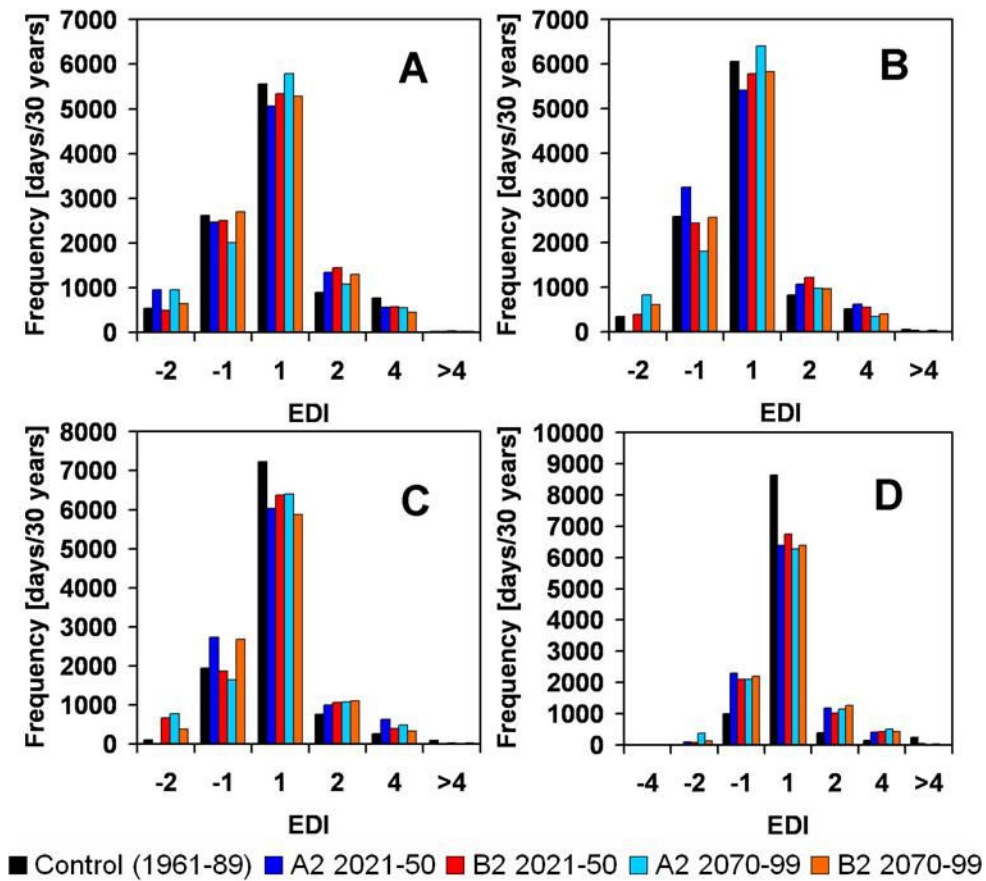 7000
6000
5000
4000
3000
2000
1000
0
Frequency [days/30 years]
A
-2 -1 1 2 4 >4
EDI
7000
6000
5000
4000
3000
2000
1000
0
Frequency [days/30 years]
B
-2 -1 1 2 4 >4
EDI
8000
7000
6000
5000
4000
3000
2000
1000
0
Frequency [days/30 years]
C
-2 -1 1 2 4 >4
EDI
10000
9000
8000
7000
6000
5000
4000
3000
2000
1000
0
Frequency [days/30 years]
D
-4 -2 -1 1 2 4 >4
EDI
Control (1961-89) A2 2021-50 B2 2021-50 A2 2070-99 B2 2070-99